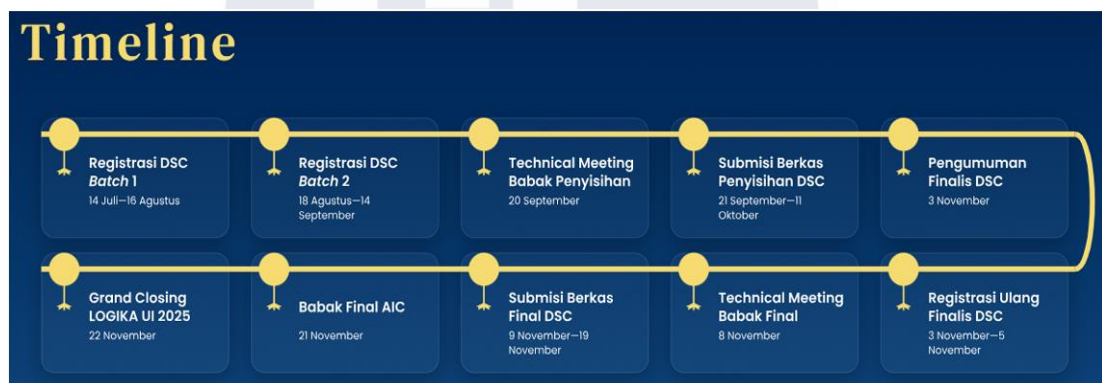 Timeline
Registrasi DSC
Batch 1
14 Juli—16 Agustus
Registrasi DSC
Batch 2
18 Agustus—14
September
Technical Meeting
Babak Penyisihan
20 September
Submisi Berkas
Penyisihan DSC
21 September—11
Oktober
Pengumuman
Finalis DSC
3 November
Grand Closing
LOGIKA UI 2025
22 November
Babak Final AIC
21 November
Submisi Berkas
Final DSC
9 November—19
November
Technical Meeting
Babak Final
8 November
Registrasi Ulang
Finalis DSC
3 November—5
November